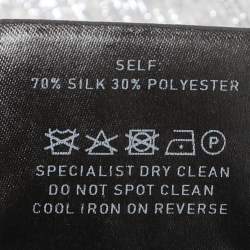 SELF:
70% SILK 30% POLYESTER
P
SPECIALIST DRY CLEAN
DO NOT SPOT CLEAN
COOL IRON ON REVERSE